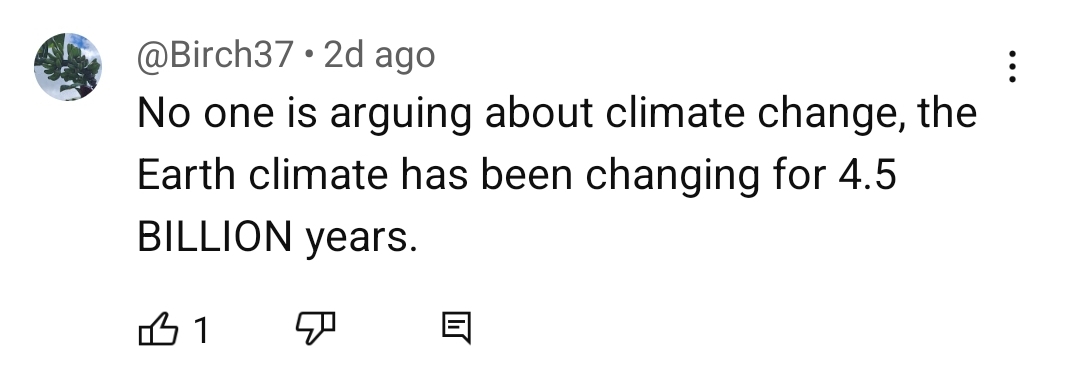 @Birch37 • 2d ago
No one is arguing about climate change, the
Earth climate has been changing for 4.5
BILLION years.
1